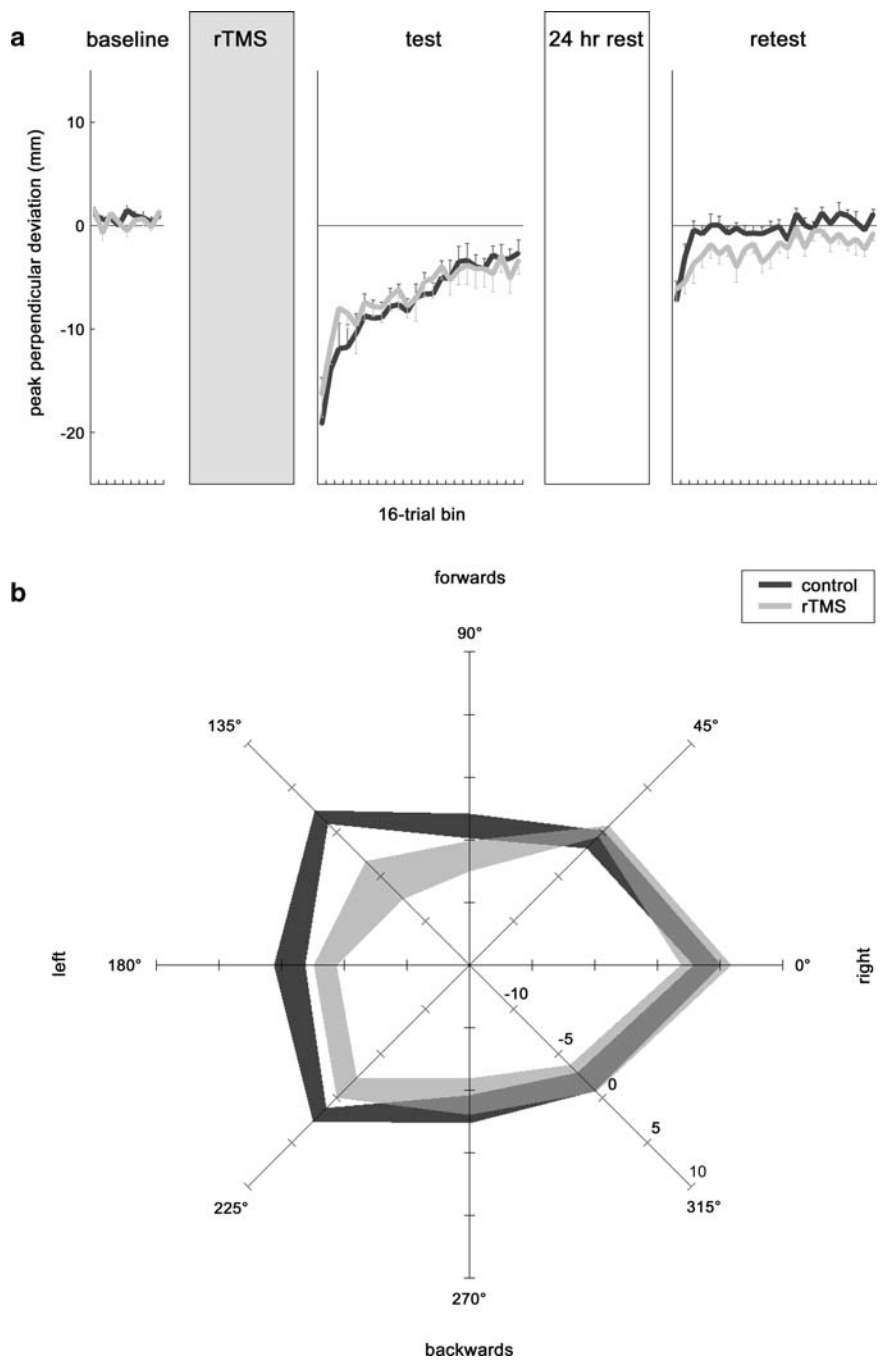 a
baseline
rTMS
test
24 hr rest
retest
peak perpendicular deviation (mm)
10
0
-10
-20
16-trial bin
b
forwards
control
rTMS
90°
135°
45°
left
180°
0°
right
-10
-5
0
5
10
225°
315°
270°
backwards